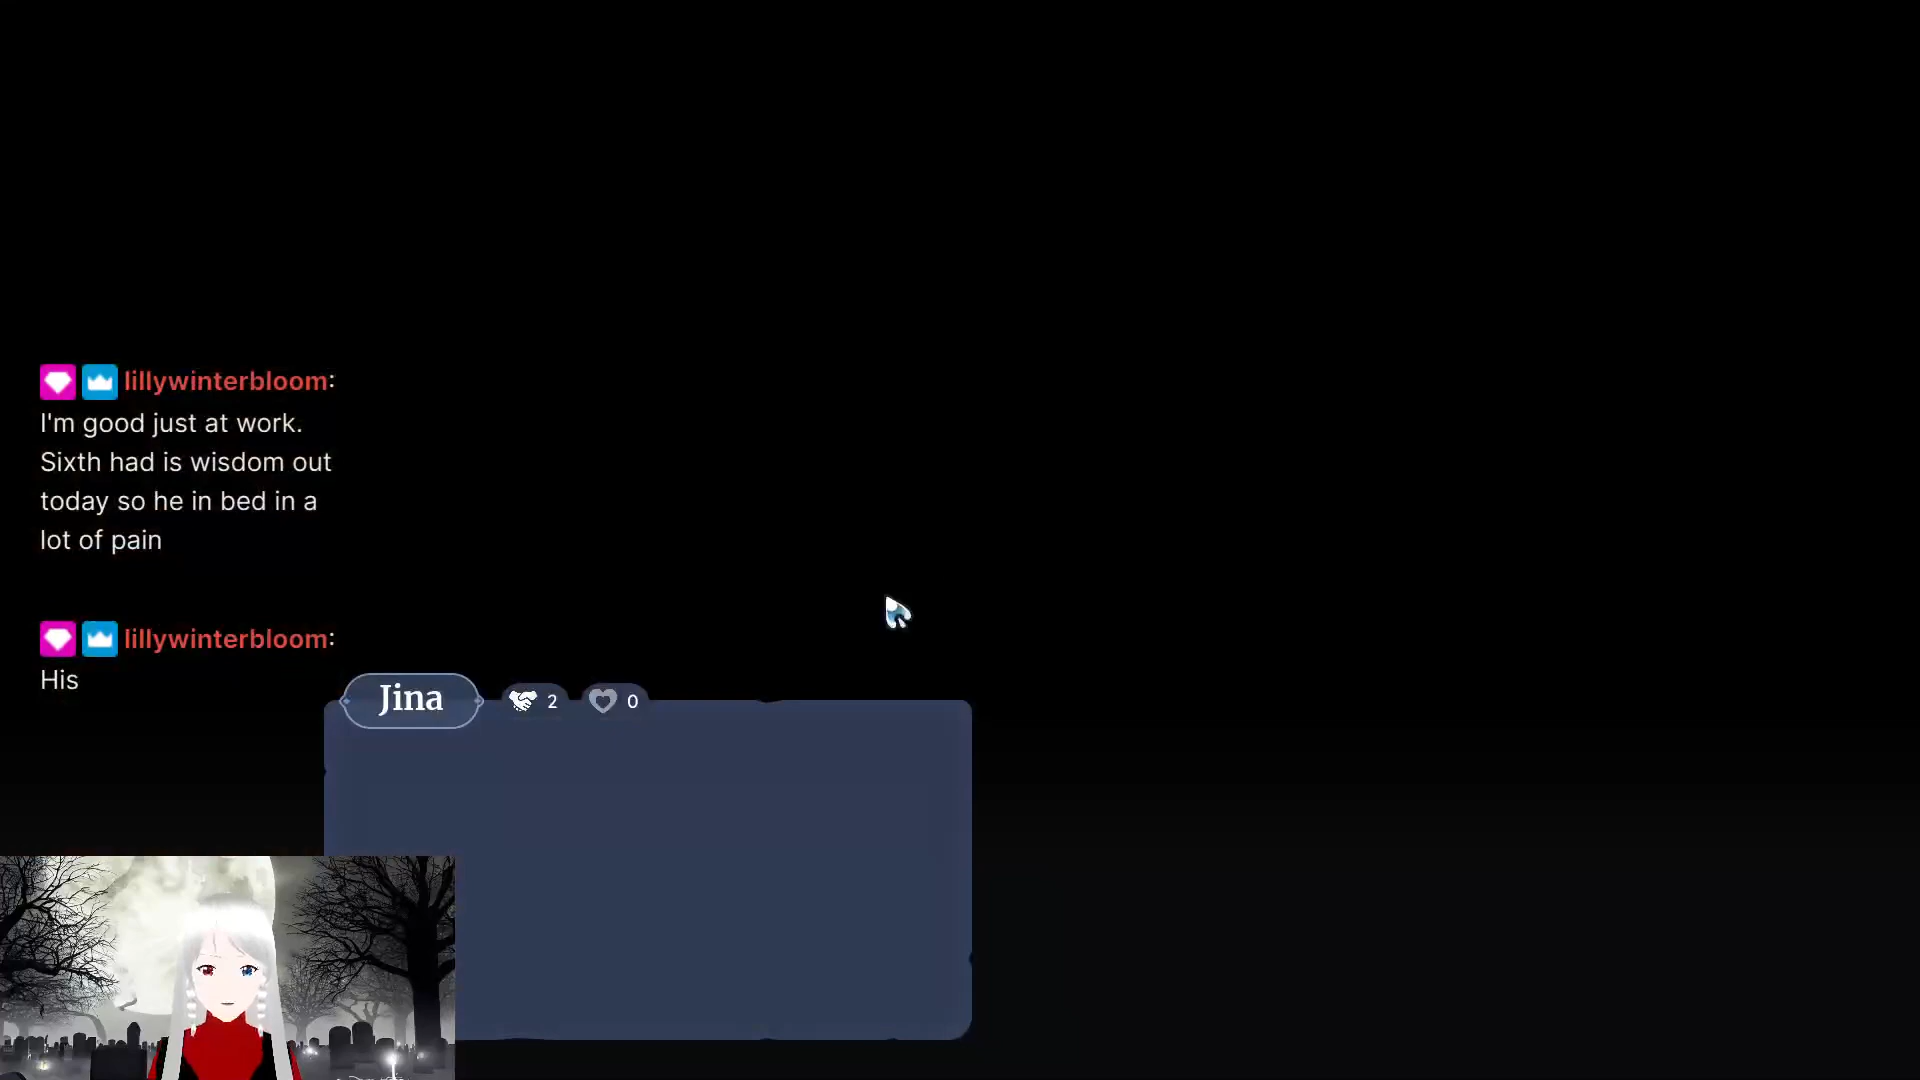 lillywinterbloom:
I'm good just at work.
Sixth had is wisdom out
today so he in bed in a
lot of pain
lillywinterbloom:
His
Jina 2 0